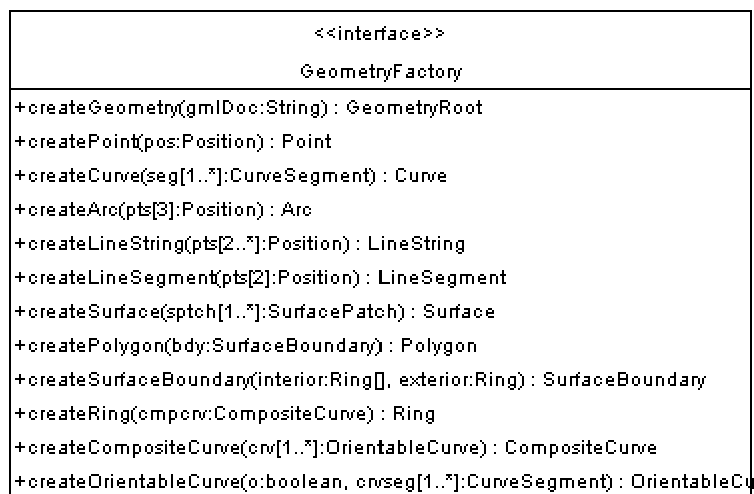 <<interface>>
GeometryFactory
+createGeometry(gmlDoc:String) : GeometryRoot
+createPoint(pos:Position) : Point
+createCurve(seg[1..*]:CurveSegment) : Curve
+createArc(pts[3]:Position) : Arc
+createLineString(pts[2..*]:Position) : LineString
+createLineSegment(pts[2]:Position) : LineSegment
+createSurface(sptch[1..*]:SurfacePatch) : Surface
+createPolygon(bdy:SurfaceBoundary) : Polygon
+createSurfaceBoundary(interior:Ring[], exterior:Ring) : SurfaceBoundary
+createRing(cmpcrv:CompositeCurve) : Ring
+createCompositeCurve(crv[1..*]:OrientableCurve) : CompositeCurve
+createOrientableCurve(o:boolean, crvseg[1..*]:CurveSegment) : OrientableCu